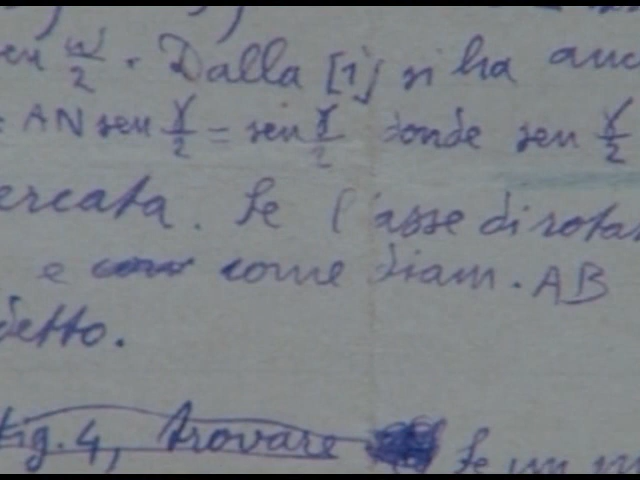 sen ω/2. Dalla [1] si ha anc
= AN sen γ/2 = sen γ/2 donde sen γ/2
ercata. Se l'asse di rota
e come diam. AB
detto.
Fig. 4, trovare Se un